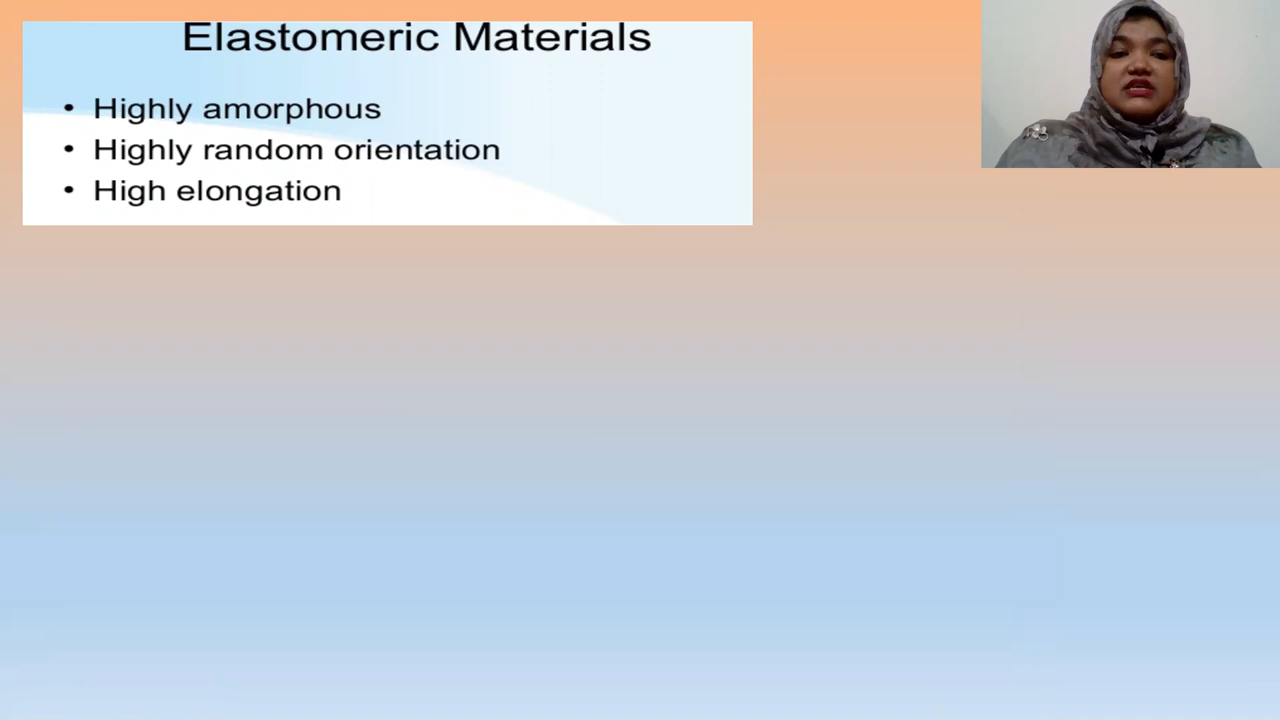 Elastomeric Materials
• Highly amorphous
• Highly random orientation
• High elongation